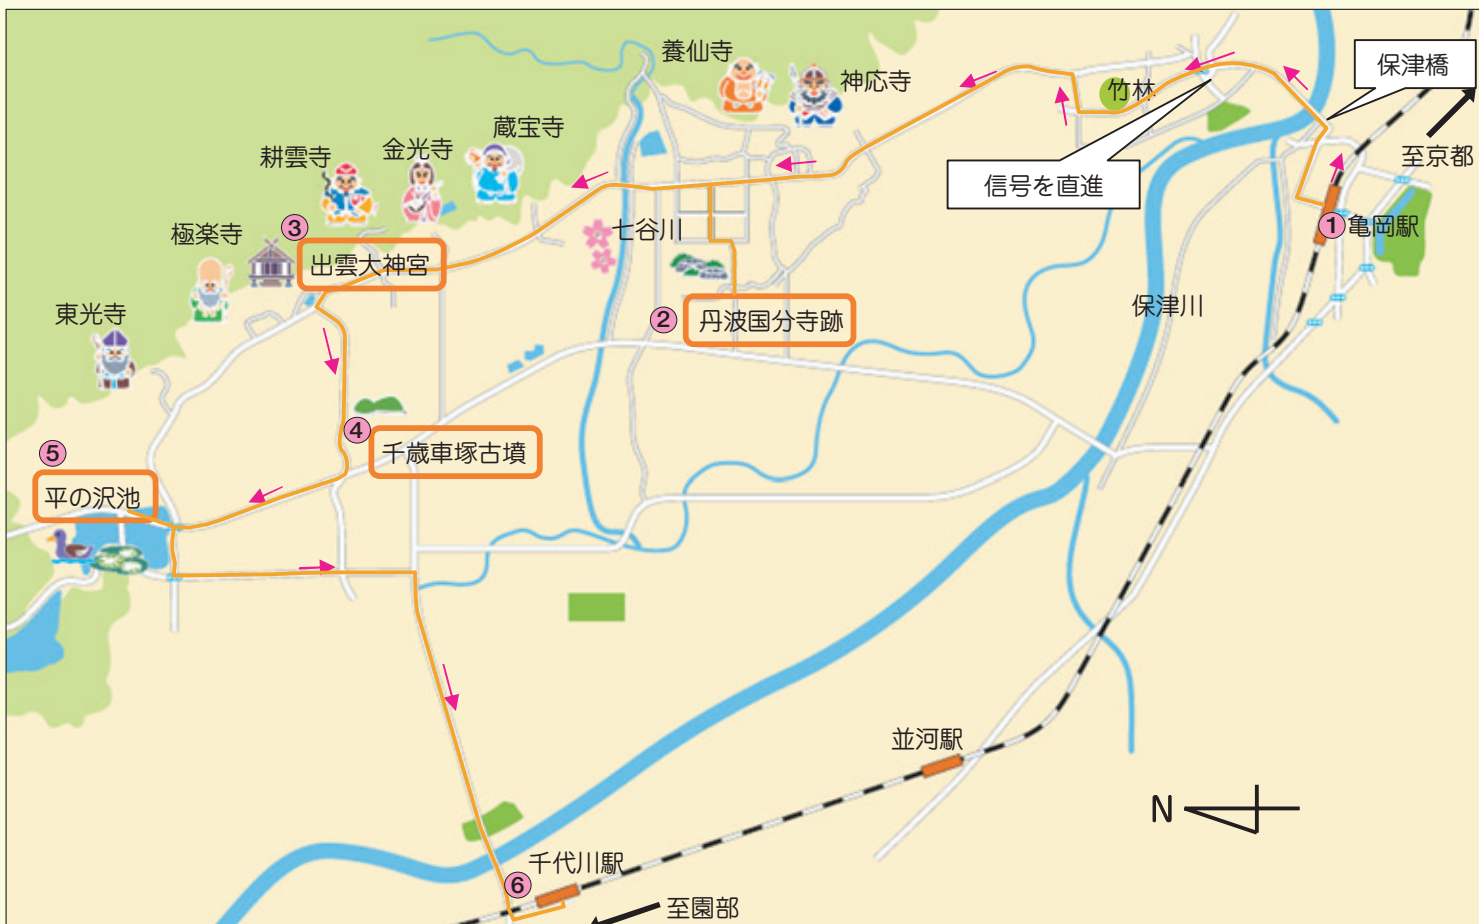 養仙寺
神応寺
蔵宝寺
金光寺
耕雲寺
極楽寺
東光寺
竹林
保津橋
至京都
信号を直進
① 亀岡駅
七谷川
保津川
② 丹波国分寺跡
③ 出雲大神宮
④ 千歳車塚古墳
⑤ 平の沢池
並河駅
N
⑥ 千代川駅
至園部